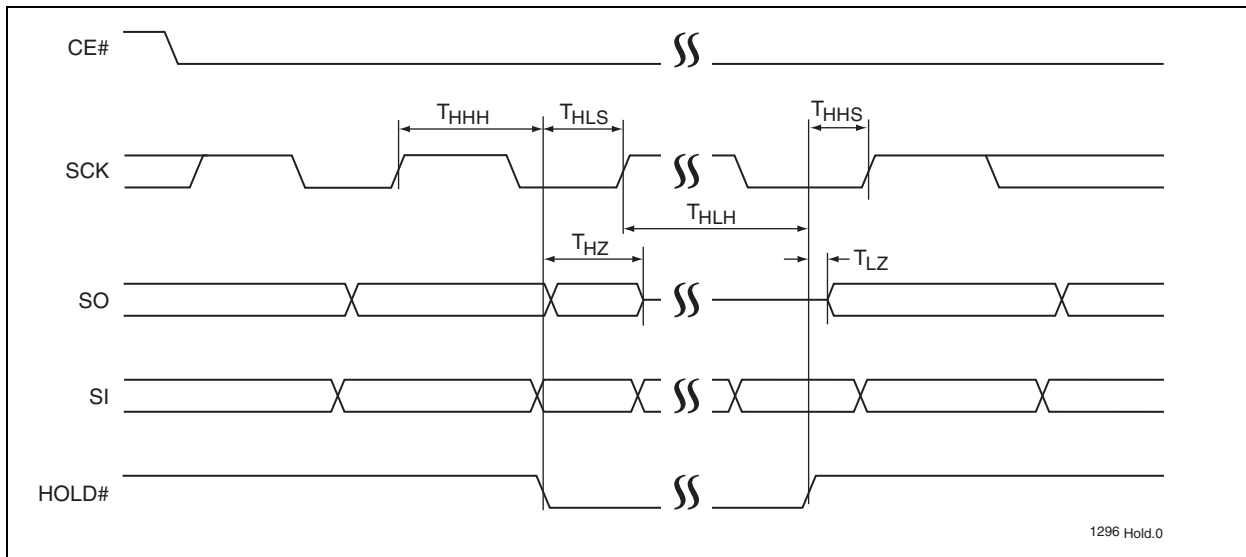 CE#
THHH
THLS
THHS
SCK
THLH
THZ
TLZ
SO
SI
HOLD#
1296 Hold.0